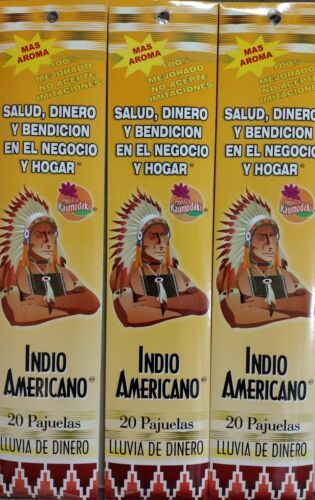 MAS
AROMA
100%
MEJORADO
NO ACEPTE
IMITACIONES
SALUD, DINERO
Y BENDICION
EN EL NEGOCIO
Y HOGAR
Kaumodaki
INDIO
AMERICANO
20 Pajuelas
LLUVIA DE DINERO
MAS
AROMA
100%
MEJORADO
NO ACEPTE
IMITACIONES
SALUD, DINERO
Y BENDICION
EN EL NEGOCIO
Y HOGAR
Kaumodaki
INDIO
AMERICANO
20 Pajuelas
LLUVIA DE DINERO
MAS
AROMA
100%
MEJORADO
NO ACEPTE
IMITACIONES
SALUD, DINERO
Y BENDICION
EN EL NEGOCIO
Y HOGAR
Kaumodaki
INDIO
AMERICANO
20 Pajuelas
LLUVIA DE DINERO